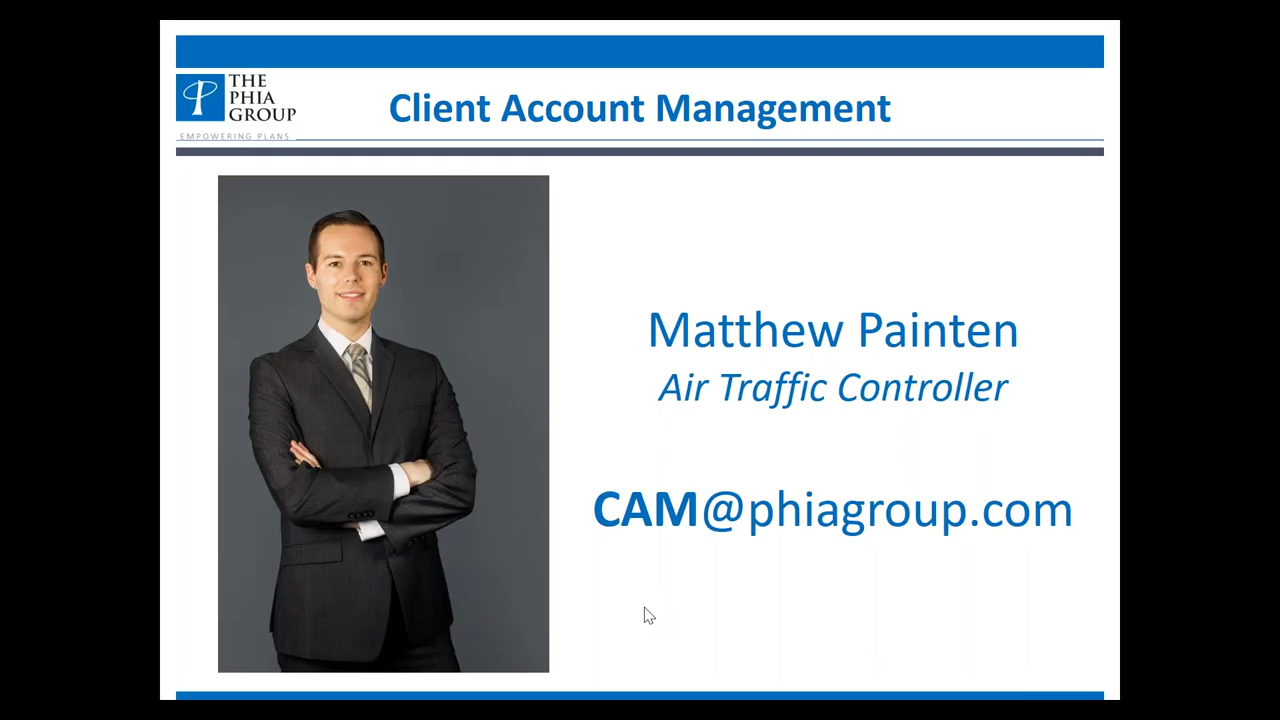 THE
PHIA
GROUP
EMPOWERING PLANS
Client Account Management
Matthew Painten
Air Traffic Controller
CAM@phiagroup.com